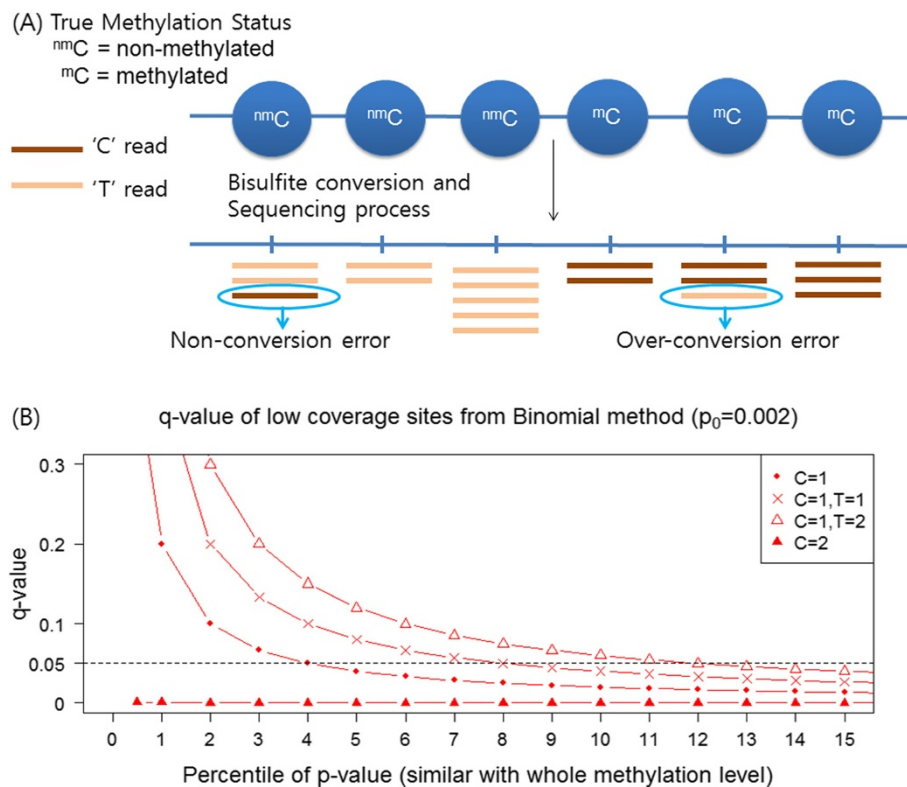 (A) True Methylation Status
nmC = non-methylated
mC = methylated
nmC nmC nmC mC mC mC
'C' read
'T' read
Bisulfite conversion and
Sequencing process
Non-conversion error
Over-conversion error
(B) q-value of low coverage sites from Binomial method (p0=0.002)
C=1
C=1,T=1
C=1,T=2
C=2
q-value
0.3
0.2
0.1
0.05
0
0 1 2 3 4 5 6 7 8 9 10 11 12 13 14 15
Percentile of p-value (similar with whole methylation level)